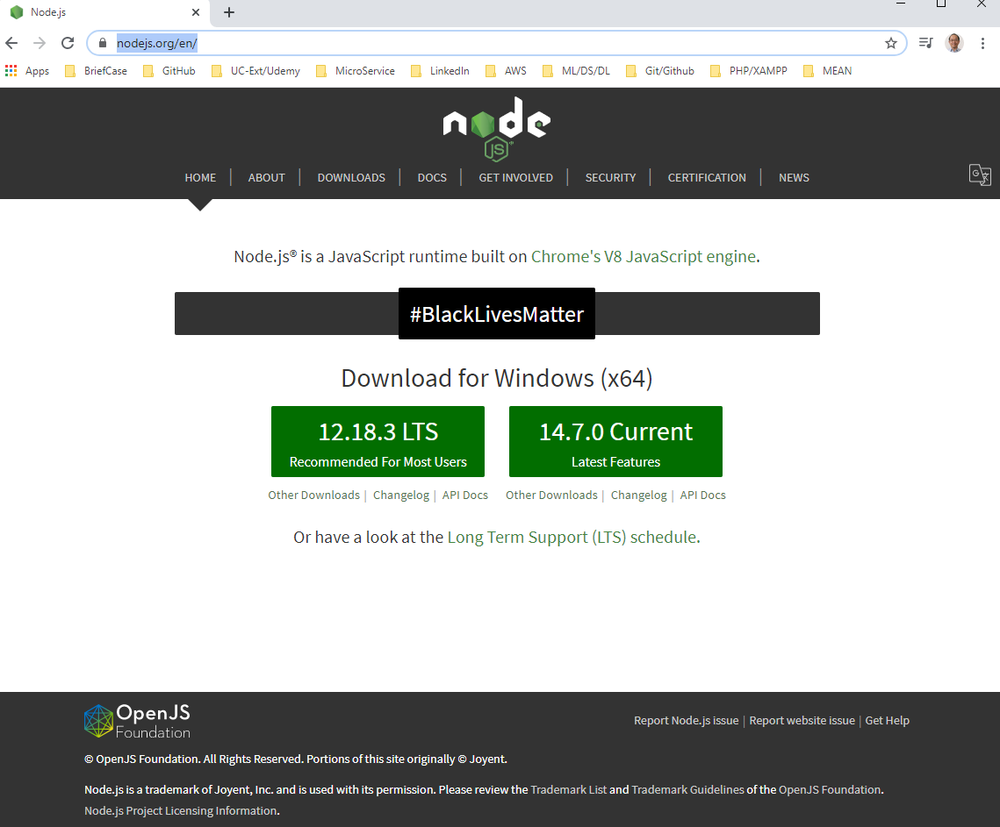 Node.js
nodejs.org/en/
Apps BriefCase GitHub UC-Ext/Udemy MicroService LinkedIn AWS ML/DS/DL Git/Github PHP/XAMPP MEAN
node
JS
HOME ABOUT DOWNLOADS DOCS GET INVOLVED SECURITY CERTIFICATION NEWS
Node.js® is a JavaScript runtime built on Chrome's V8 JavaScript engine.
#BlackLivesMatter
Download for Windows (x64)
12.18.3 LTS
Recommended For Most Users
14.7.0 Current
Latest Features
Other Downloads | Changelog | API Docs
Other Downloads | Changelog | API Docs
Or have a look at the Long Term Support (LTS) schedule.
OpenJS
Foundation
Report Node.js issue | Report website issue | Get Help
© OpenJS Foundation. All Rights Reserved. Portions of this site originally © Joyent.
Node.js is a trademark of Joyent, Inc. and is used with its permission. Please review the Trademark List and Trademark Guidelines of the OpenJS Foundation.
Node.js Project Licensing Information.